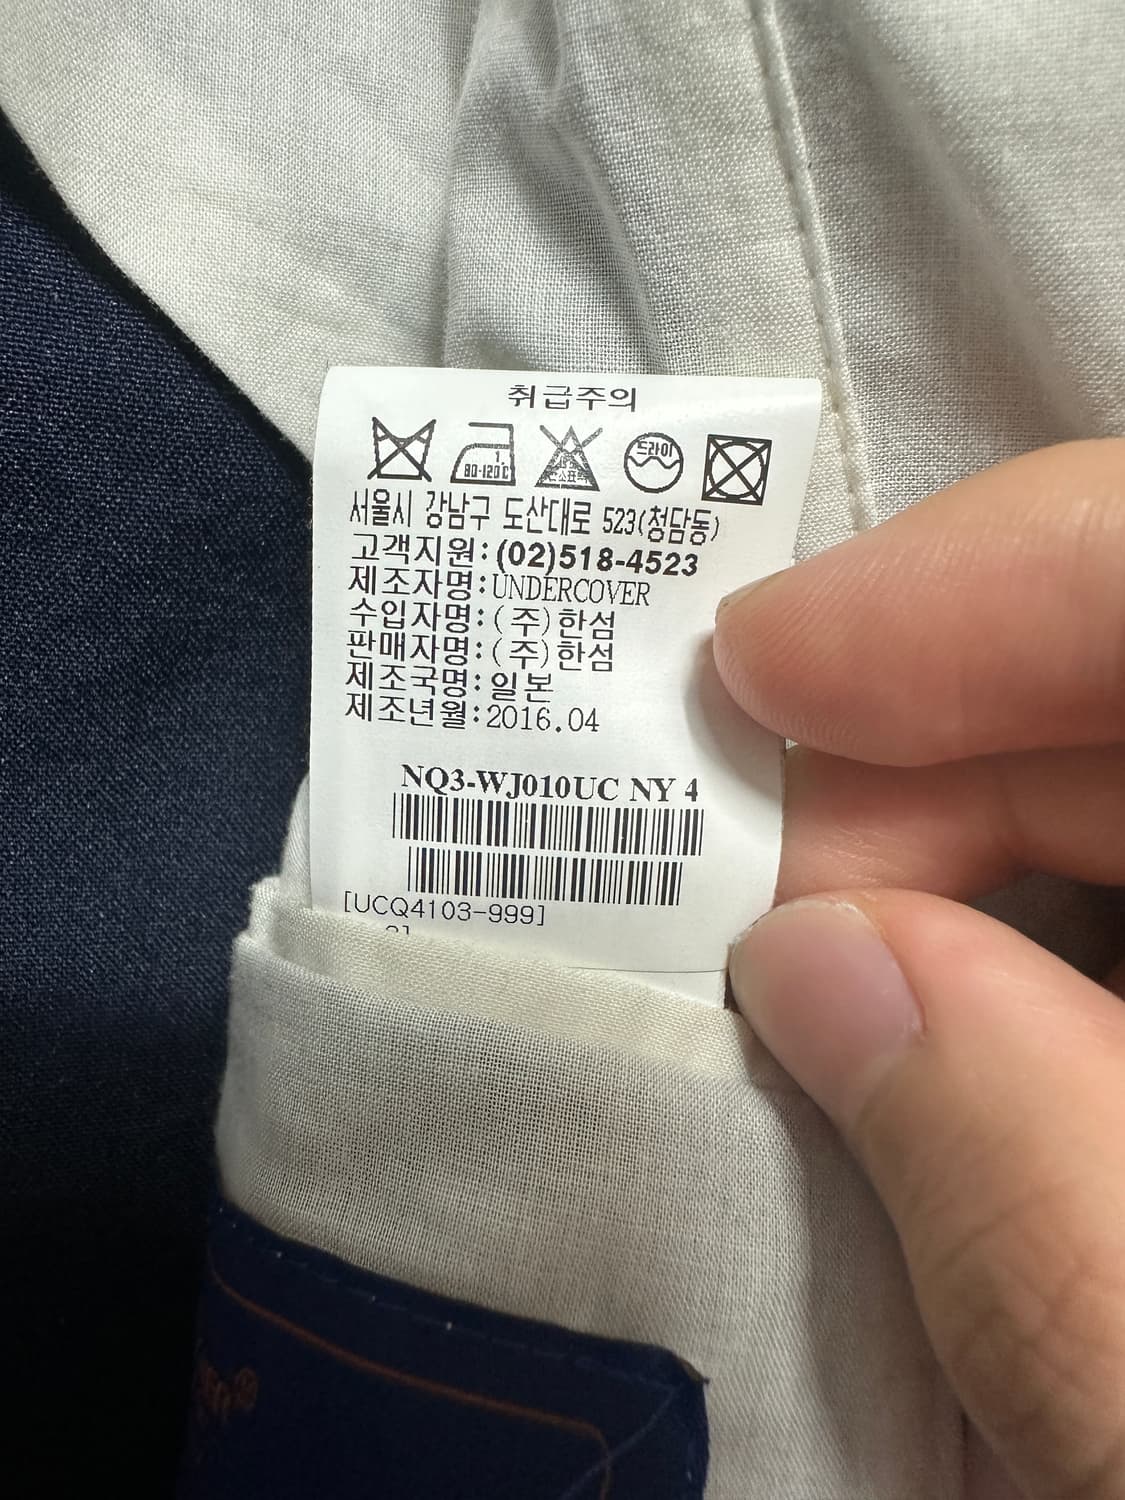 취급주의
1.
80-120℃
드라이
서울시 강남구 도산대로 523(청담동)
고객지원:(02)518-4523
제조자명:UNDERCOVER
수입자명:(주)한섬
판매자명:(주)한섬
제조국명:일본
제조년월:2016.04
NQ3-WJ010UC NY 4
[UCQ4103-999]